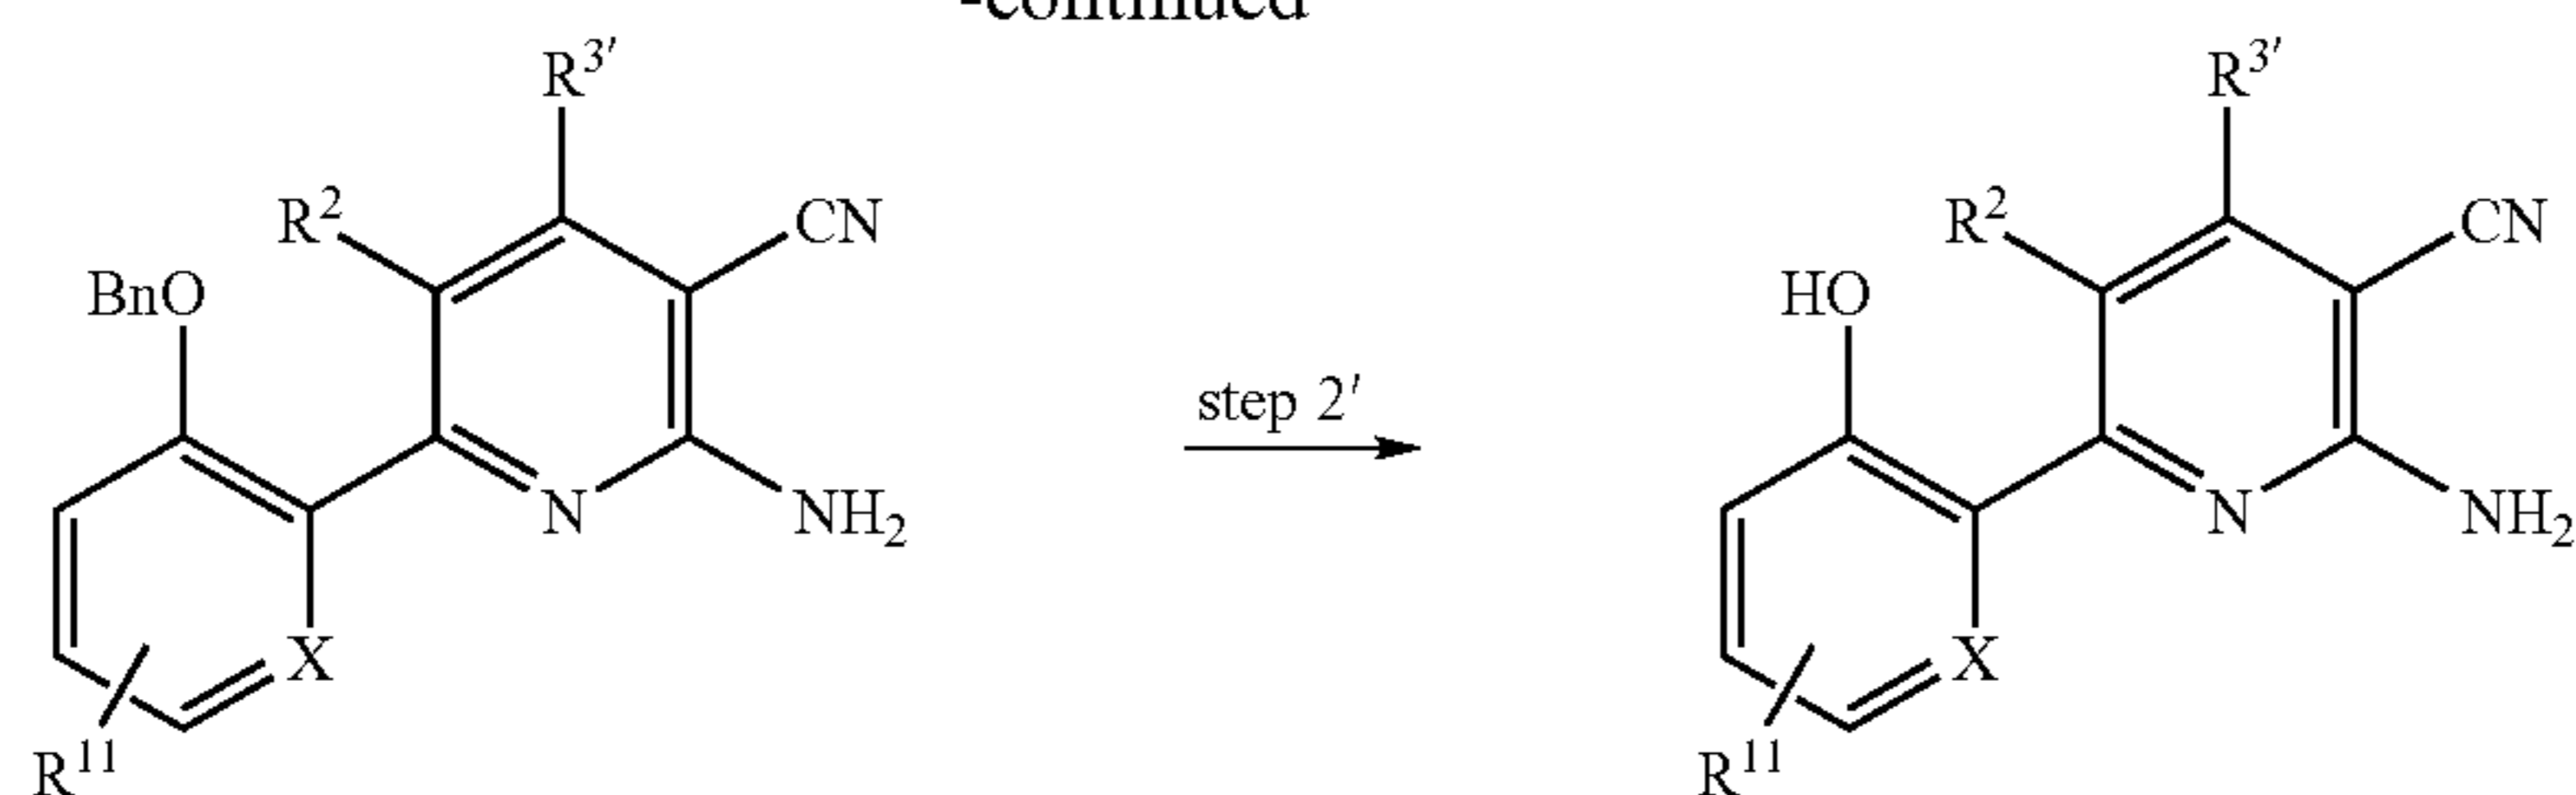 -continued
R3′ R3′
R2 CN R2 CN
BnO HO
step 2′
N NH2 N NH2
X X
R11 R11